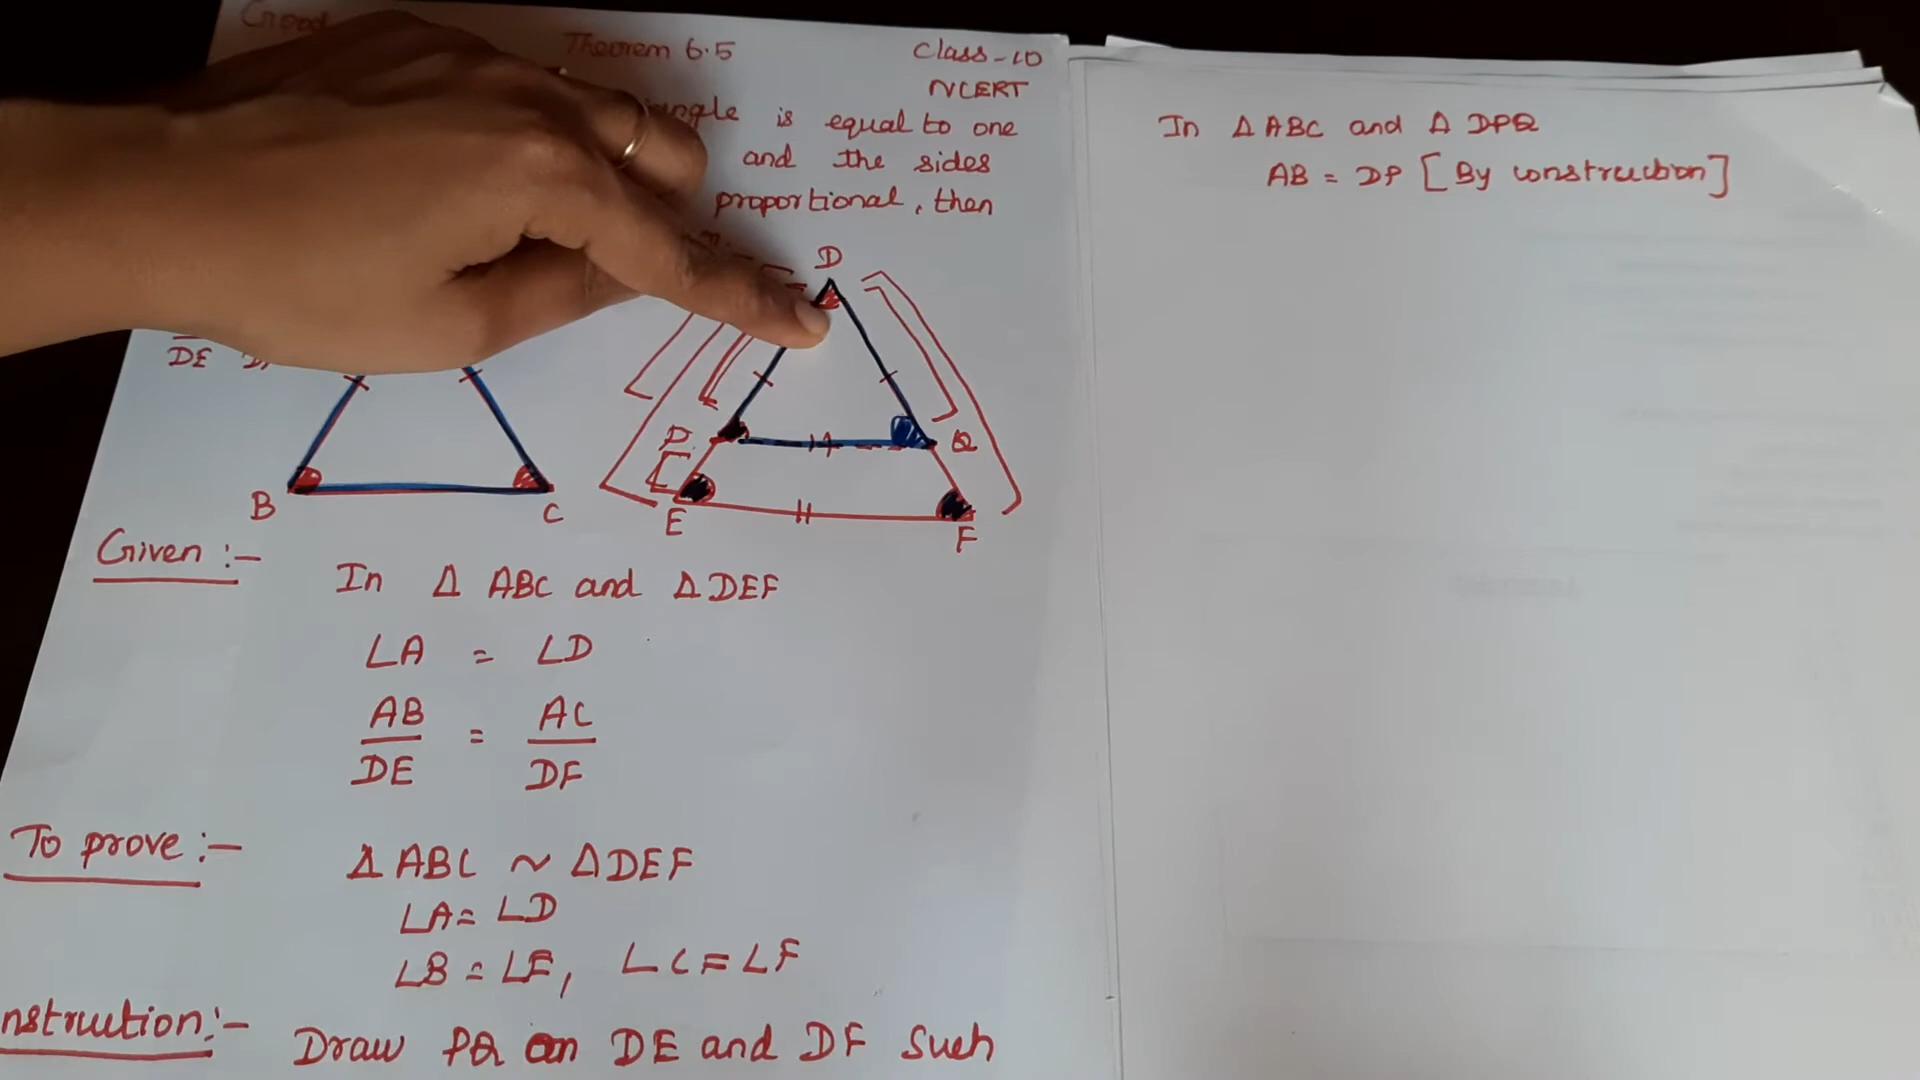 Theorem 6.5 Class-10
NCERT
is equal to one
and the sides
proportional, then
D
DE
P
Q
B C
E
F
Given :-
In Δ ABC and Δ DEF
∠A = ∠D
AB/DE = AC/DF
To prove :-
Δ ABC ~ Δ DEF
∠A = ∠D
∠B = ∠E, ∠C = ∠F
nstruction :-
Draw PQ on DE and DF such
In Δ ABC and Δ DPQ
AB = DP [By construction]